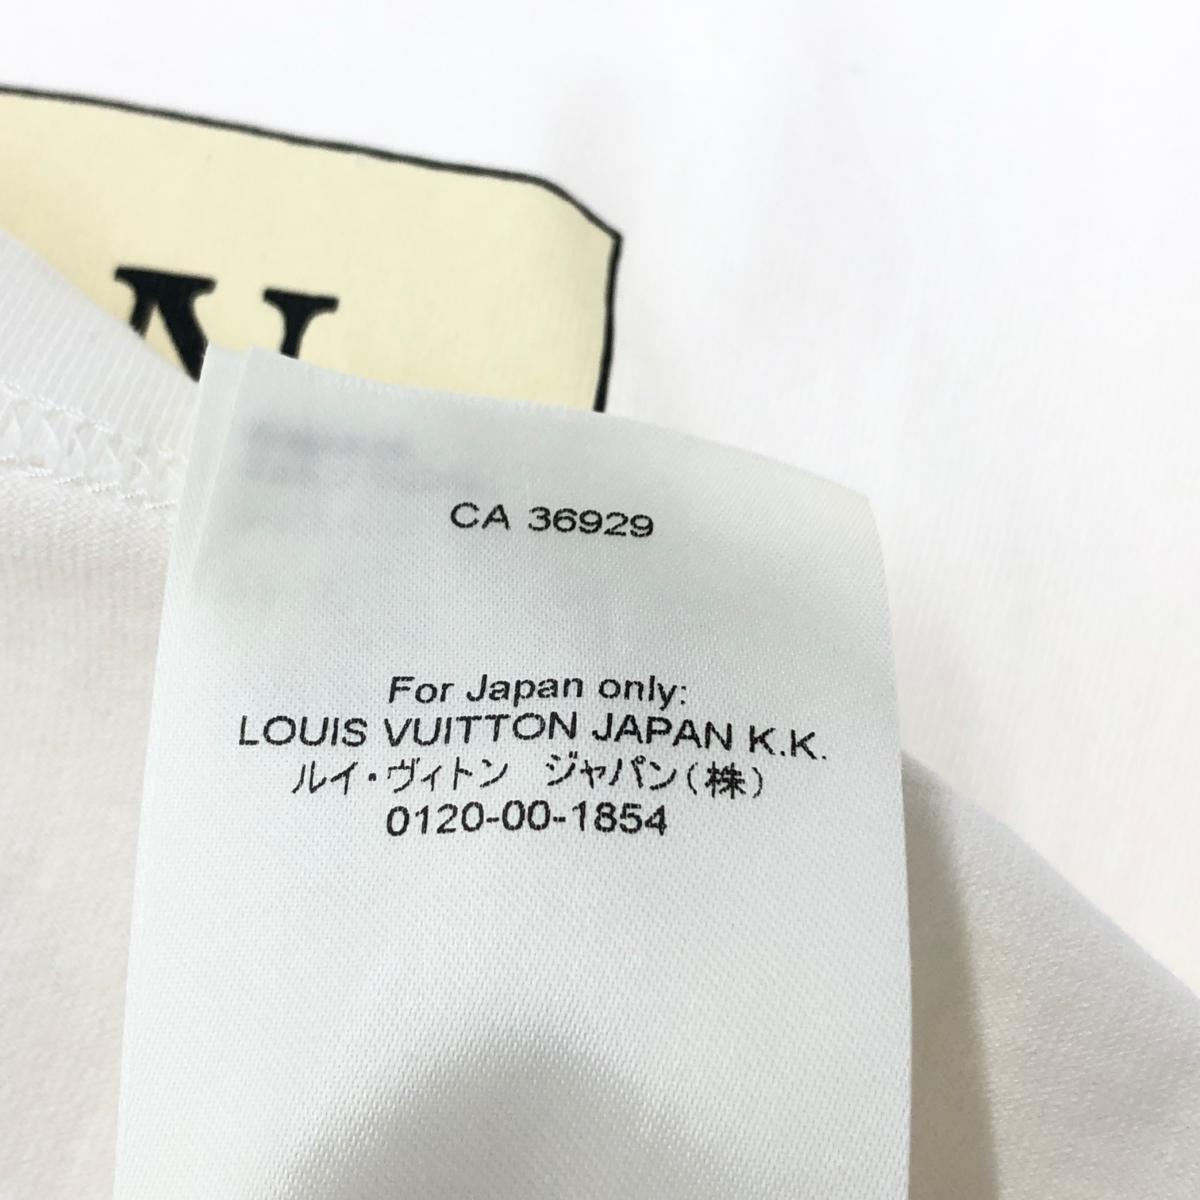 CA 36929
For Japan only:
LOUIS VUITTON JAPAN K.K.
ルイ・ヴィトン　ジャパン(株)
0120-00-1854